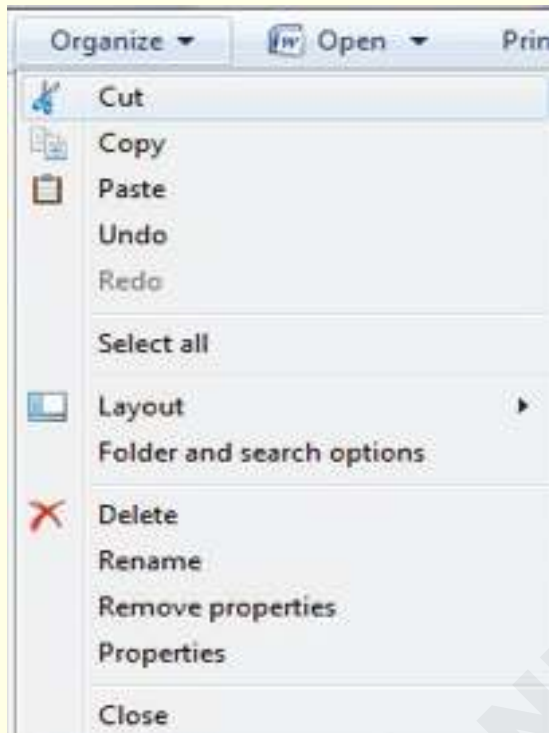 Organize Open
Cut
Copy
Paste
Undo
Redo
Select all
Layout
Folder and search options
Delete
Rename
Remove properties
Properties
Close